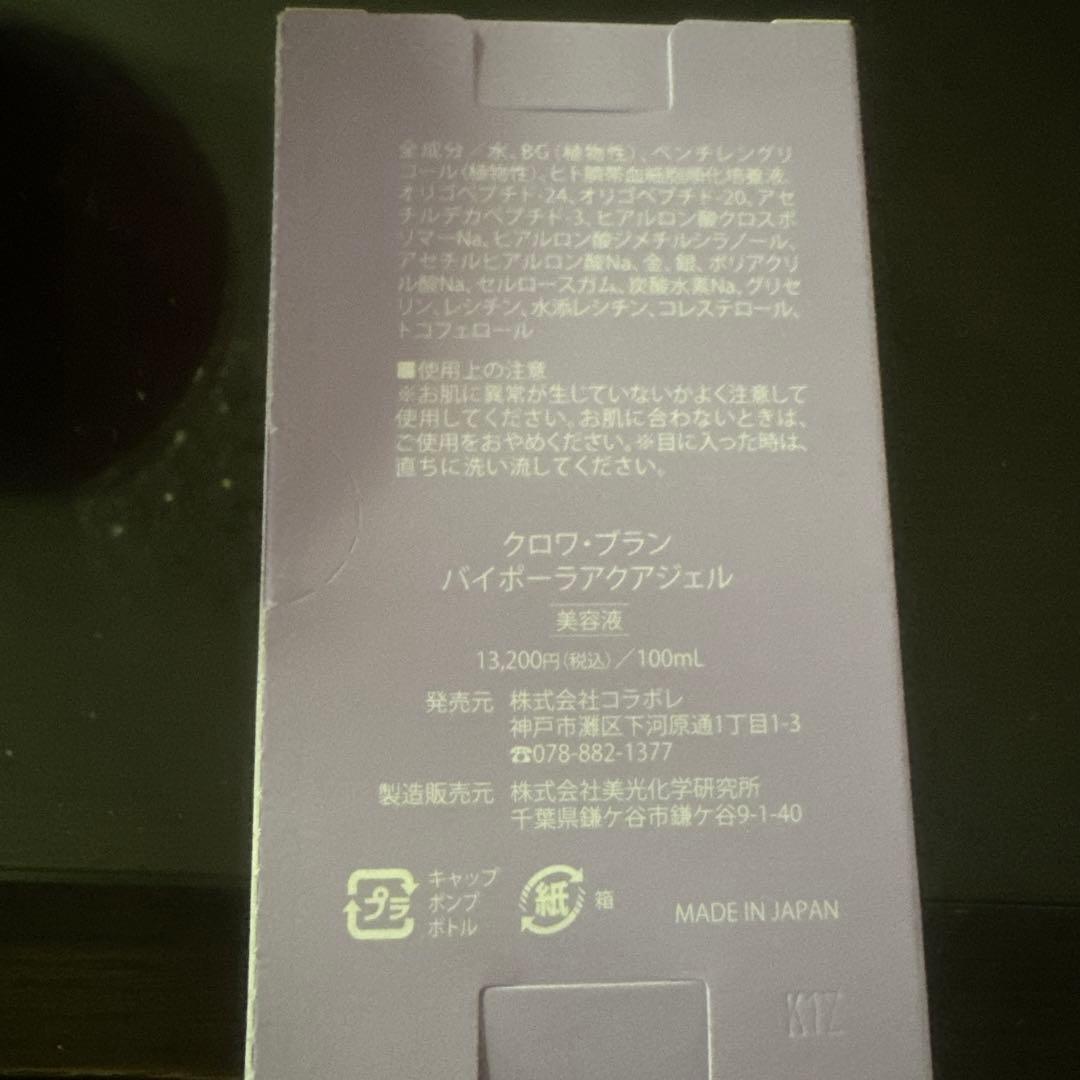 全成分／水、BG（植物性）、ペンチレングリ
コール（植物性）、ヒト臍帯血細胞順化培養液、
オリゴペプチド-24、オリゴペプチド-20、アセ
チルデカペプチド-3、ヒアルロン酸クロスポ
リマーNa、ヒアルロン酸ジメチルシラノール、
アセチルヒアルロン酸Na、金、銀、ポリアクリ
ル酸Na、セルロースガム、炭酸水素Na、グリセ
リン、レシチン、水添レシチン、コレステロール、
トコフェロール
■使用上の注意
※お肌に異常が生じていないかよく注意して
使用してください。お肌に合わないときは、
ご使用をおやめください。※目に入った時は、
直ちに洗い流してください。
クロワ・ブラン
バイポーラアクアジェル
美容液
13,200円（税込）／100mL
発売元 株式会社コラボレ
神戸市灘区下河原通1丁目1-3
☎078-882-1377
製造販売元 株式会社美光化学研究所
千葉県鎌ケ谷市鎌ケ谷9-1-40
プラ キャップ
ポンプ
ボトル
紙 箱
MADE IN JAPAN
K1Z